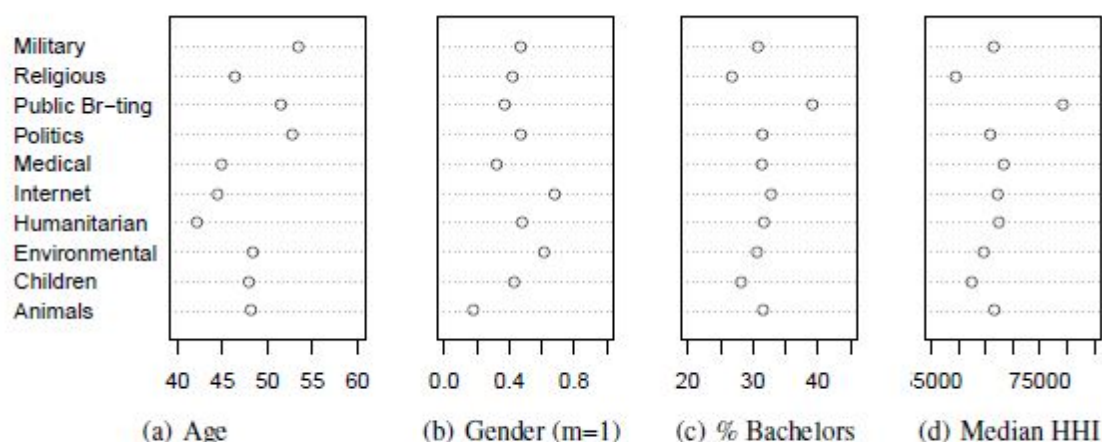 Military
Religious
Public Br-ting
Politics
Medical
Internet
Humanitarian
Environmental
Children
Animals
40 45 50 55 60
0.0 0.4 0.8
20 30 40
75000
(a) Age
(b) Gender (m=1)
(c) % Bachelors
(d) Median HHI